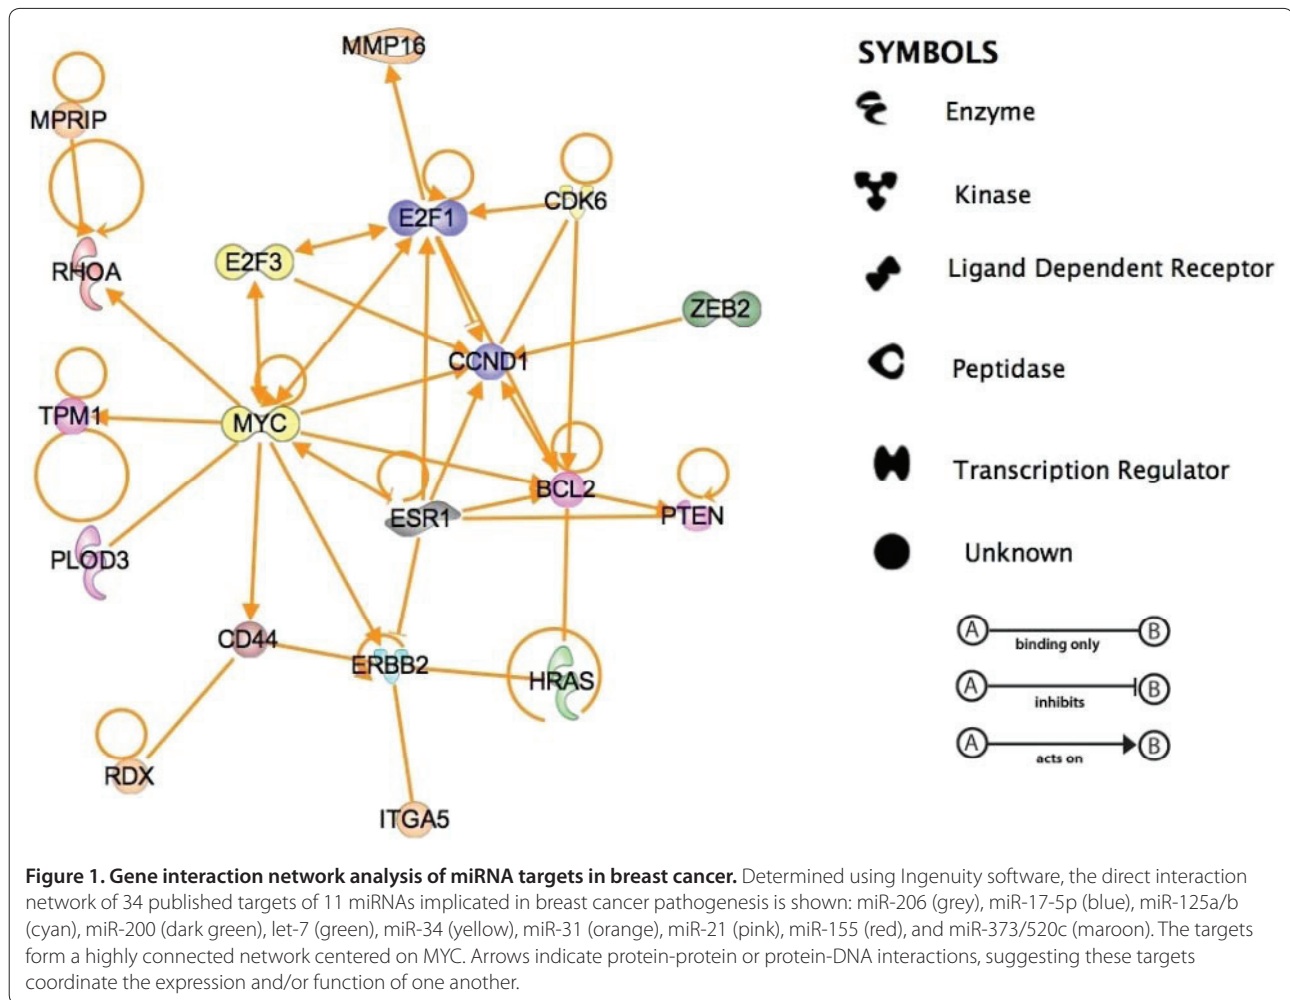 MMP16
MPRIP
E2F1
CDK6
E2F3
RHOA
ZEB2
CCND1
TPM1
MYC
BCL2
ESR1
PTEN
PLOD3
CD44
ERBB2
HRAS
RDX
ITGA5
SYMBOLS
Enzyme
Kinase
Ligand Dependent Receptor
Peptidase
Transcription Regulator
Unknown
A binding only B
A inhibits B
A acts on B
Figure 1. Gene interaction network analysis of miRNA targets in breast cancer. Determined using Ingenuity software, the direct interaction
network of 34 published targets of 11 miRNAs implicated in breast cancer pathogenesis is shown: miR-206 (grey), miR-17-5p (blue), miR-125a/b
(cyan), miR-200 (dark green), let-7 (green), miR-34 (yellow), miR-31 (orange), miR-21 (pink), miR-155 (red), and miR-373/520c (maroon). The targets
form a highly connected network centered on MYC. Arrows indicate protein-protein or protein-DNA interactions, suggesting these targets
coordinate the expression and/or function of one another.